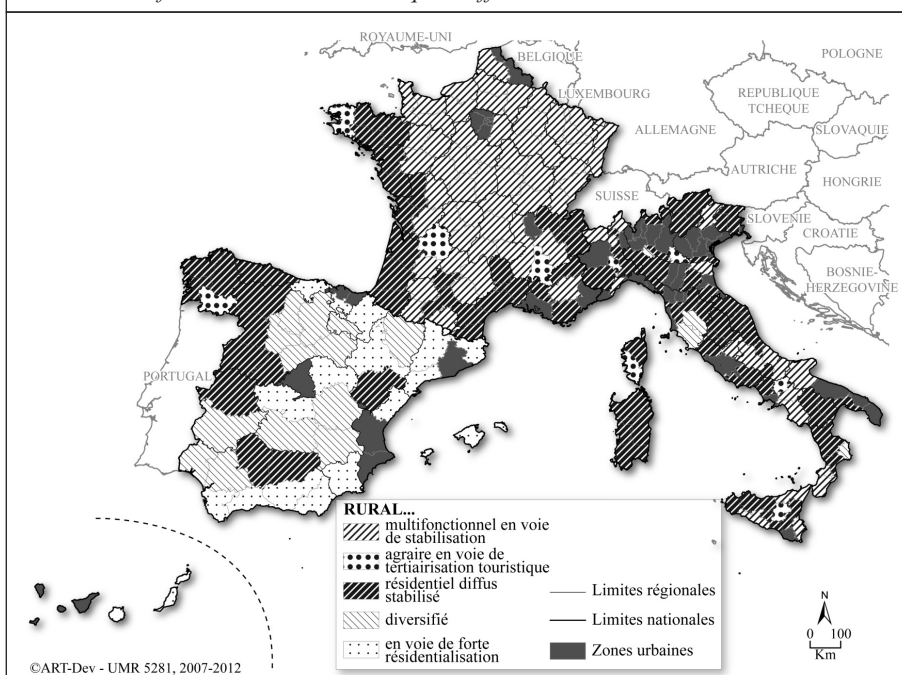 ROYAUME-UNI
BELGIQUE
POLOGNE
LUXEMBOURG
REPUBLIQUE
TCHEQUE
ALLEMAGNE
SLOVAQUIE
AUTRICHE
HONGRIE
SUISSE
SLOVENIE
CROATIE
BOSNIE-
HERZEGOVINE
PORTUGAL
RURAL...
multifonctionnel en voie
de stabilisation
agraire en voie de
tertiairisation touristique
résidentiel diffus
stabilisé
diversifié
en voie de forte
résidentialisation
Limites régionales
Limites nationales
Zones urbaines
N
0 100
Km
©ART-Dev - UMR 5281, 2007-2012